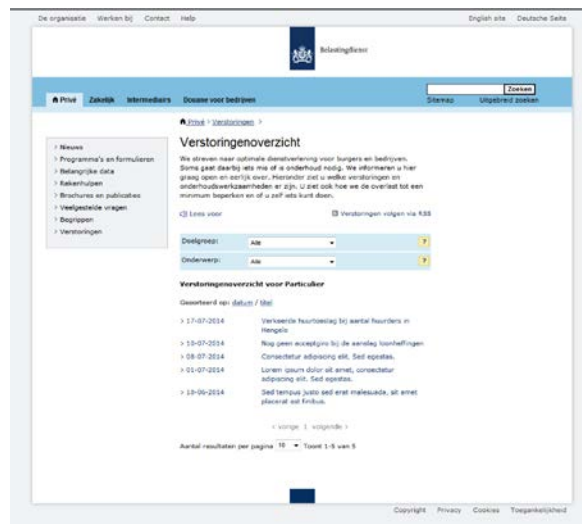 De organisatie Werken bij Contact Help English site Deutsche Seite
Belastingdienst
Zoeken
Privé Zakelijk Intermediairs Douane voor bedrijven Sitemap Uitgebreid zoeken
Privé > Verstoringen >
> Nieuws
> Programma's en formulieren
> Belangrijke data
> Rekenhulpen
> Brochures en publicaties
> Veelgestelde vragen
> Begrippen
> Verstoringen
Verstoringenoverzicht
We streven naar optimale dienstverlening voor burgers en bedrijven.
Soms gaat daarbij iets mis of is onderhoud nodig. We informeren u hier
graag open en eerlijk over. Hieronder ziet u welke verstoringen en
onderhoudswerkzaamheden er zijn. U ziet ook hoe we de overlast tot een
minimum beperken en of u zelf iets kunt doen.
Lees voor Verstoringen volgen via RSS
Doelgroep: Alle ?
Onderwerp: Alle ?
Verstoringenoverzicht voor Particulier
Gesorteerd op: datum / titel
> 17-07-2014 Verkeerde huurtoeslag bij aantal huurders in
Hengelo
> 10-07-2014 Nog geen acceptgiro bij de aanslag loonheffingen
> 08-07-2014 Consectetur adipiscing elit. Sed egestas.
> 01-07-2014 Lorem ipsum dolor sit amet, consectetur
adipiscing elit. Sed egestas.
> 18-06-2014 Sed tempus justo sed erat malesuada, sit amet
placerat est finibus.
< vorige 1 volgende >
Aantal resultaten per pagina 10 Toont 1-5 van 5
Copyright Privacy Cookies Toegankelijkheid